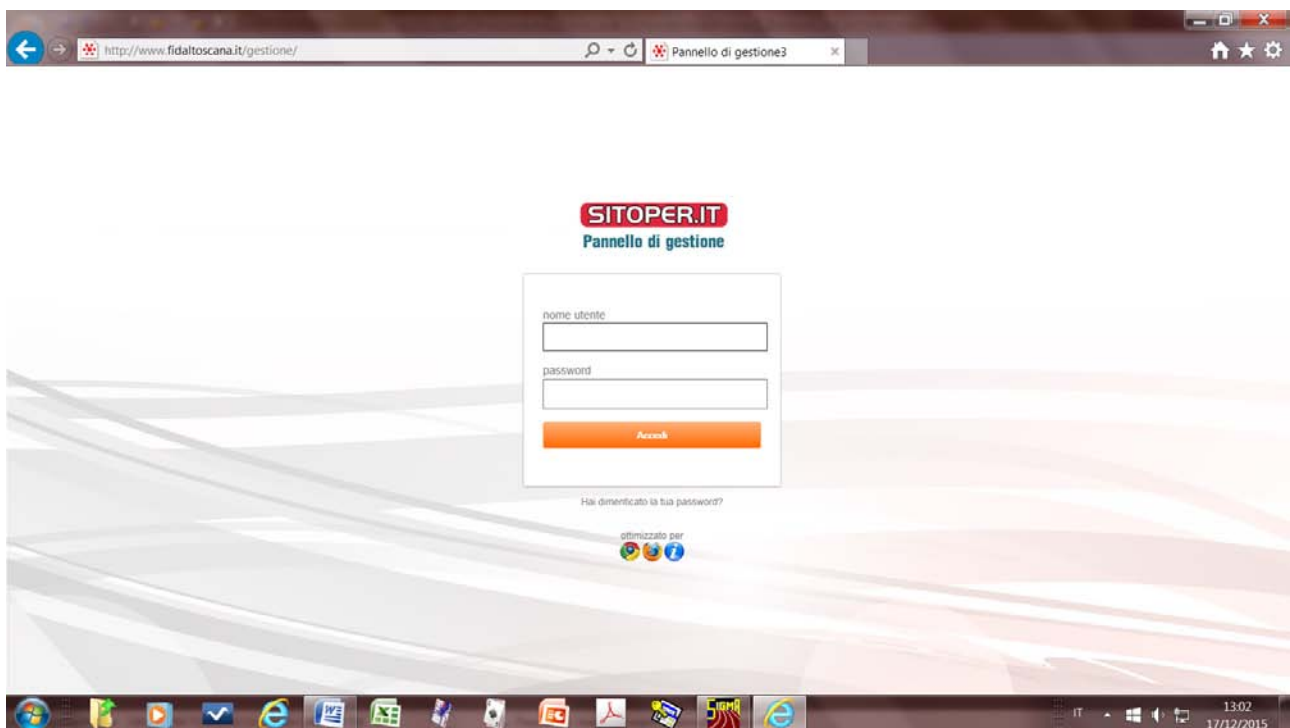 http://www.fidaltoscana.it/gestione/
Pannello di gestione3
SITOPER.IT
Pannello di gestione
nome utente
password
Accedi
Hai dimenticato la tua password?
ottimizzato per
SIGMA
IT
13:02
17/12/2015